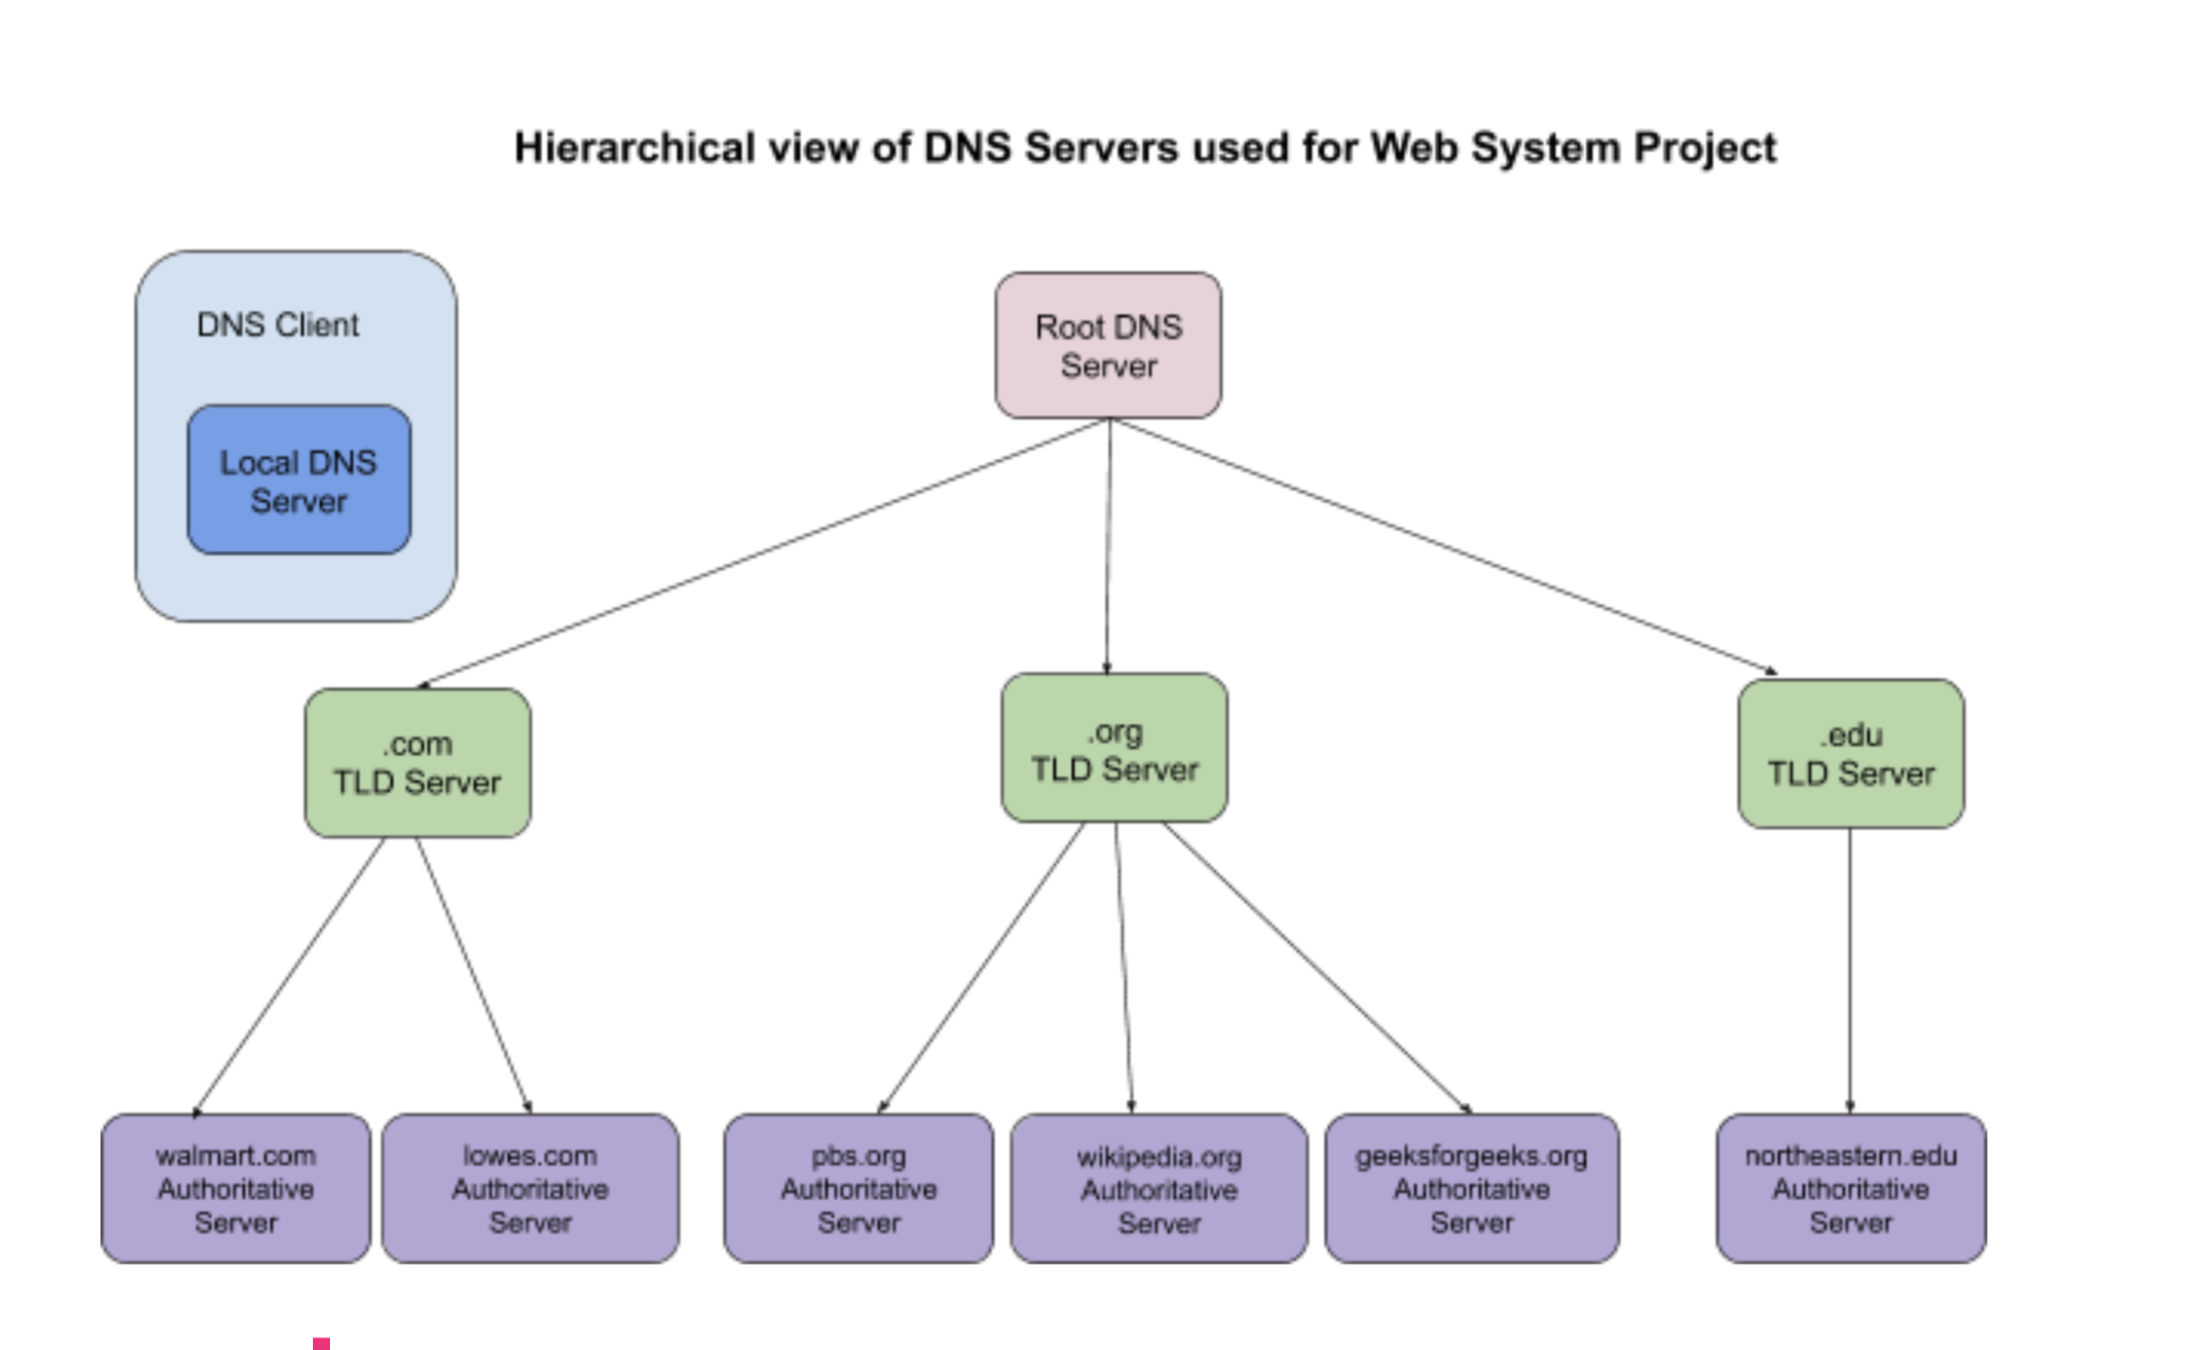 Hierarchical view of DNS Servers used for Web System Project
DNS Client
Local DNS
Server
Root DNS
Server
.com
TLD Server
.org
TLD Server
.edu
TLD Server
walmart.com
Authoritative
Server
lowes.com
Authoritative
Server
pbs.org
Authoritative
Server
wikipedia.org
Authoritative
Server
geeksforgeeks.org
Authoritative
Server
northeastern.edu
Authoritative
Server